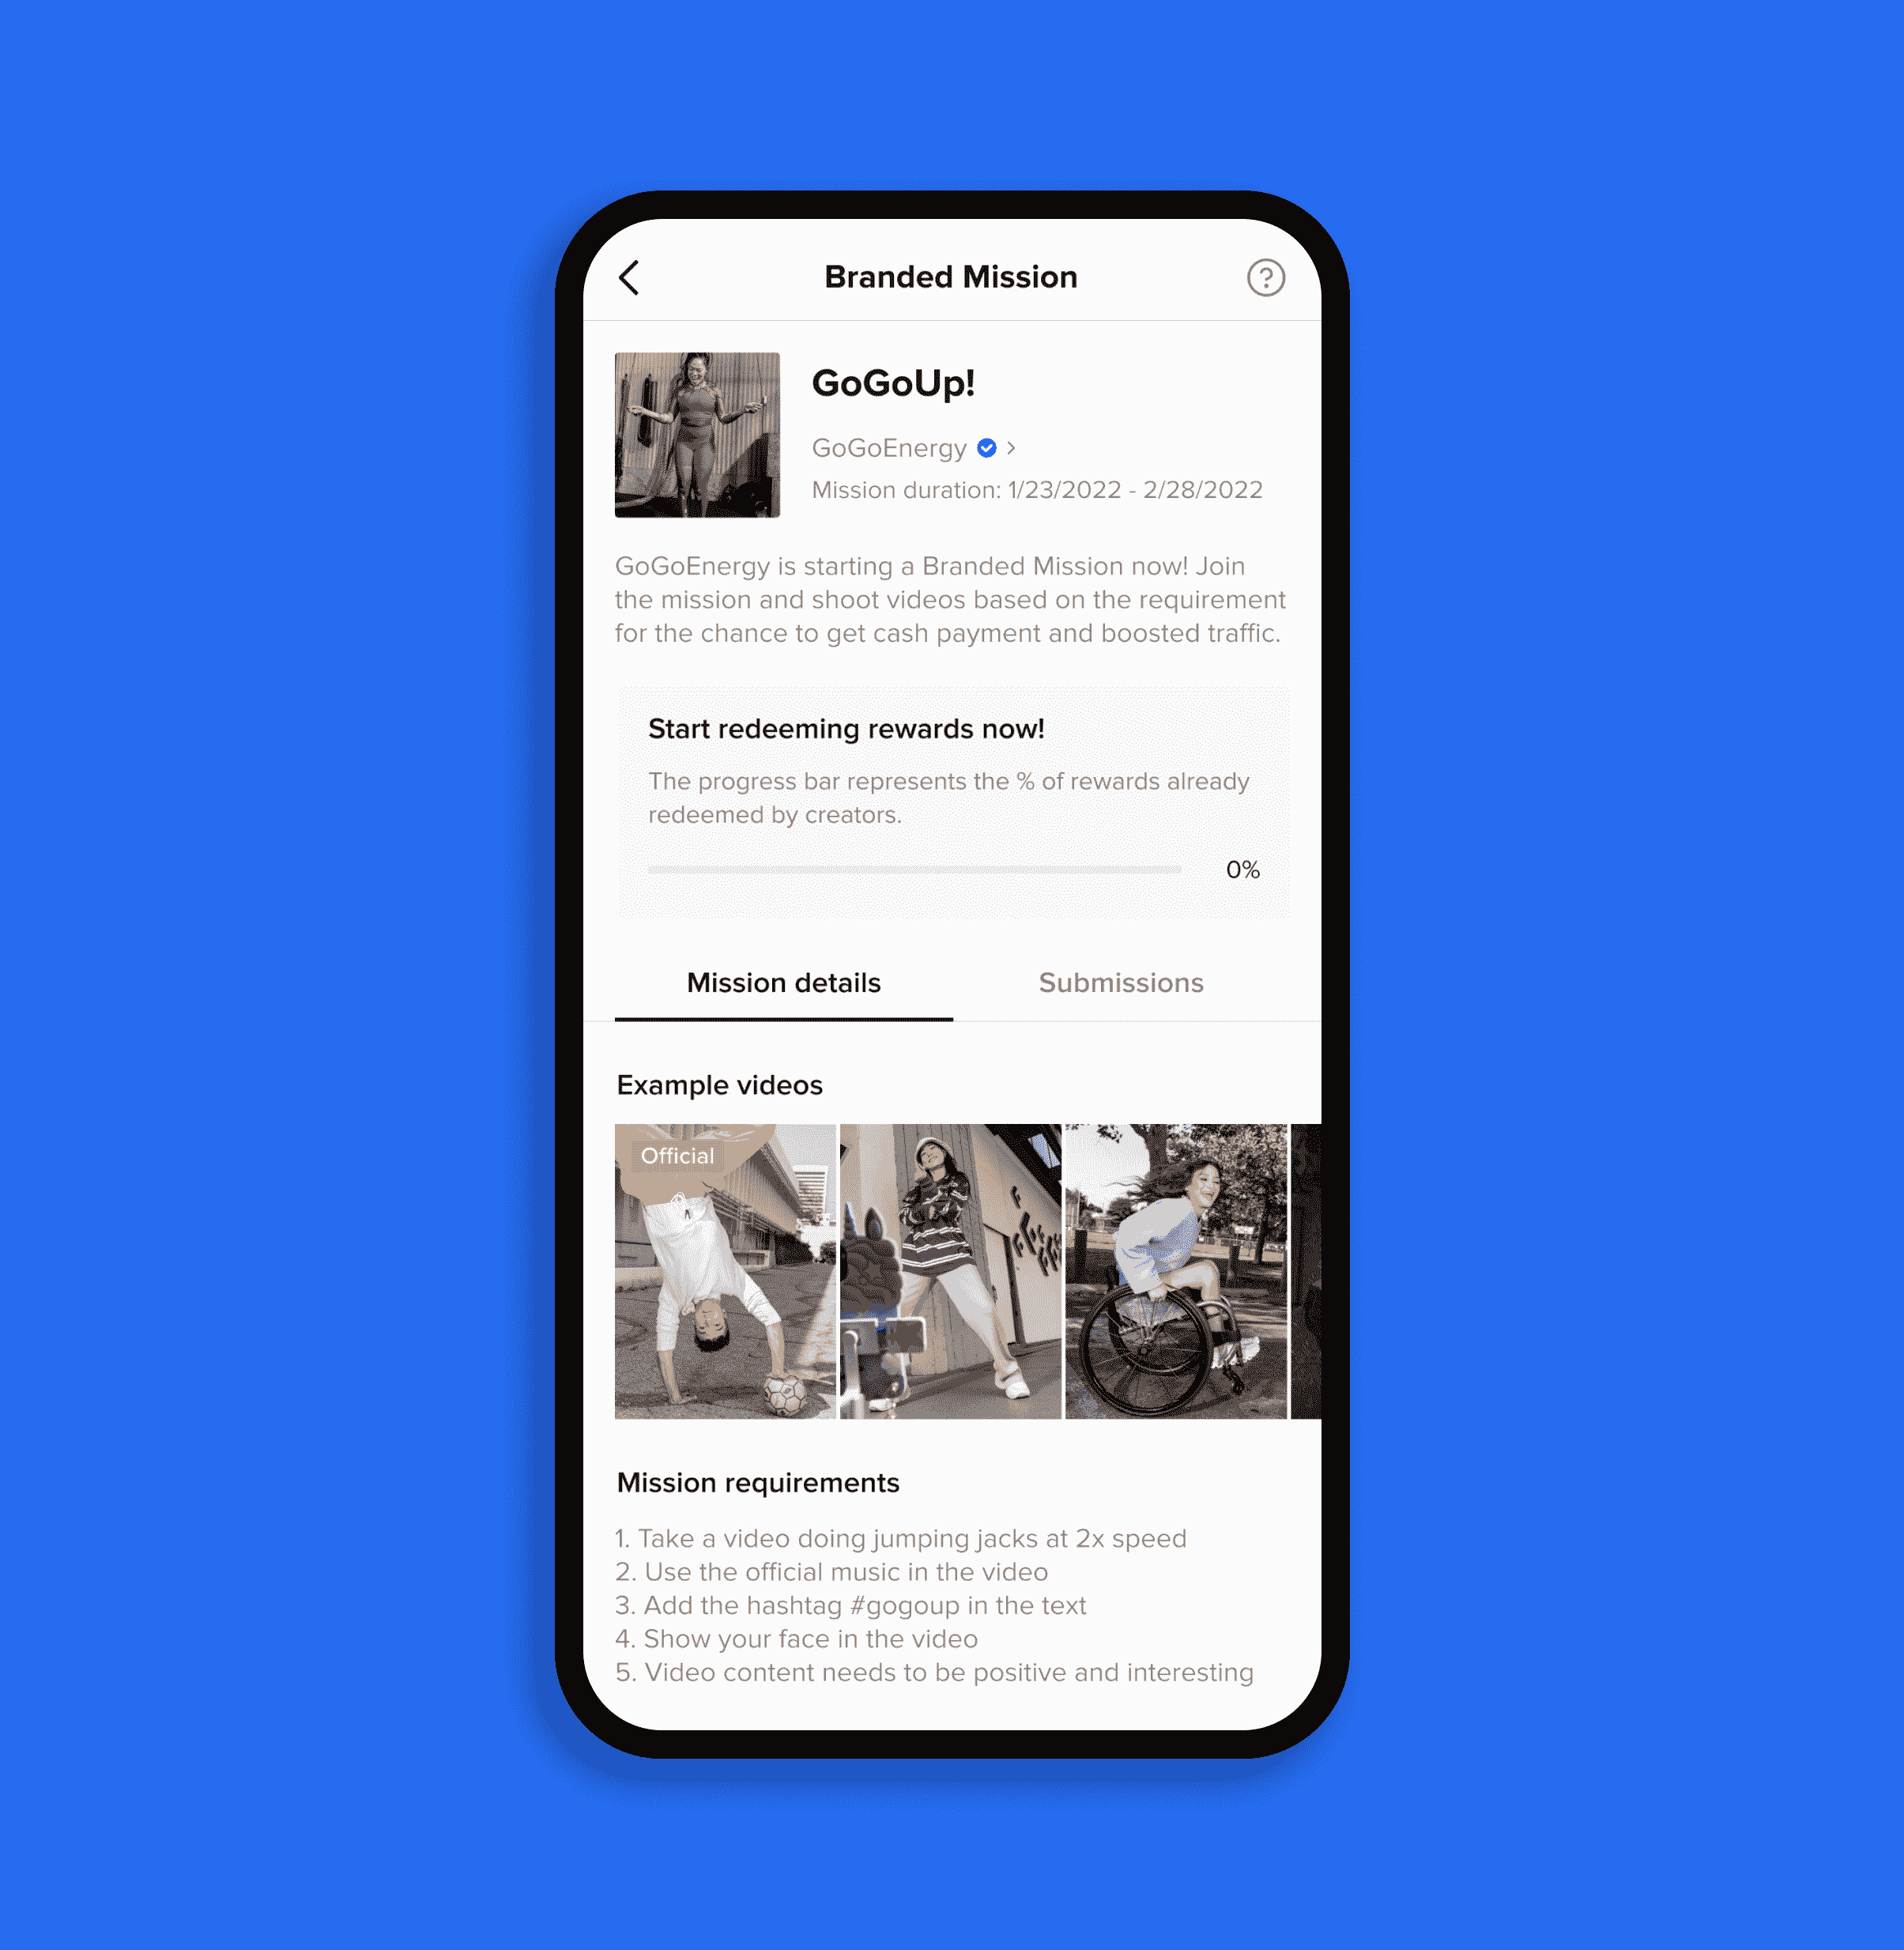 Branded Mission
GoGoUp!
GoGoEnergy
Mission duration: 1/23/2022 - 2/28/2022
GoGoEnergy is starting a Branded Mission now! Join
the mission and shoot videos based on the requirement
for the chance to get cash payment and boosted traffic.
Start redeeming rewards now!
The progress bar represents the % of rewards already
redeemed by creators.
0%
Mission details
Submissions
Example videos
Official
Mission requirements
1. Take a video doing jumping jacks at 2x speed
2. Use the official music in the video
3. Add the hashtag #gogoup in the text
4. Show your face in the video
5. Video content needs to be positive and interesting